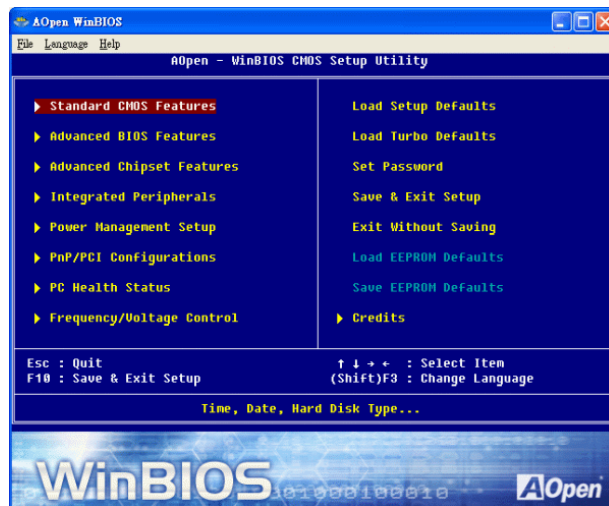 AOpen WinBIOS
File Language Help
AOpen - WinBIOS CMOS Setup Utility
Standard CMOS Features
Advanced BIOS Features
Advanced Chipset Features
Integrated Peripherals
Power Management Setup
PnP/PCI Configurations
PC Health Status
Frequency/Voltage Control
Load Setup Defaults
Load Turbo Defaults
Set Password
Save & Exit Setup
Exit Without Saving
Load EEPROM Defaults
Save EEPROM Defaults
Credits
Esc : Quit
F10 : Save & Exit Setup
↑ ↓ → ← : Select Item
(Shift)F3 : Change Language
Time, Date, Hard Disk Type...
WinBIOS
AOpen